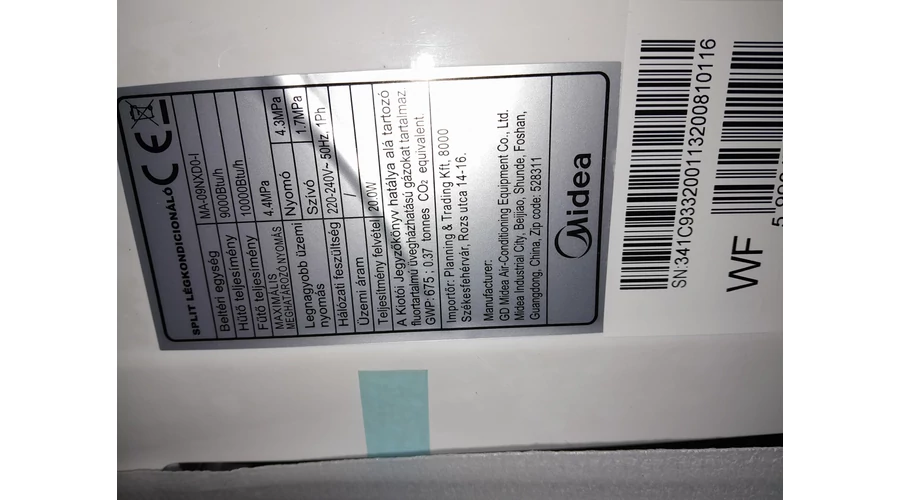 SPLIT LÉGKONDICIONÁLÓ CE
Beltéri egység MA-09NXD0-I
Hűtő teljesimény 9000Btu/h
Fűtő teljesimény 10000Btu/h
MAXIMÁLIS
MEGHATÁROZÓ NYOMÁS 4.4MPa
Legnagyobb üzemi Nyomó 4.3MPa
nyomás Szívó 1.7MPa
Hálózati feszültség 220-240V~ 50Hz. 1Ph
Üzemi áram /
Teljesítmény felvétel 20.0W
A Kiotói Jegyzőkönyv hatálya alá tartozó
fluortartalmú üvegházhatású gázokat tartalmaz
GWP: 675 ; 0.37 tonnes CO₂ equivalent.
Importőr: Planning & Trading Kft, 8000
Székesfehérvár, Rozs utca 14-16.
Manufacturer:
GD Midea Air-Conditioning Equipment Co., Ltd.
Midea Industrial City, Beijiao, Shunde, Foshan,
Guangdong, China, Zip code: 528311
Midea
SN:341C933200113200810116
WF